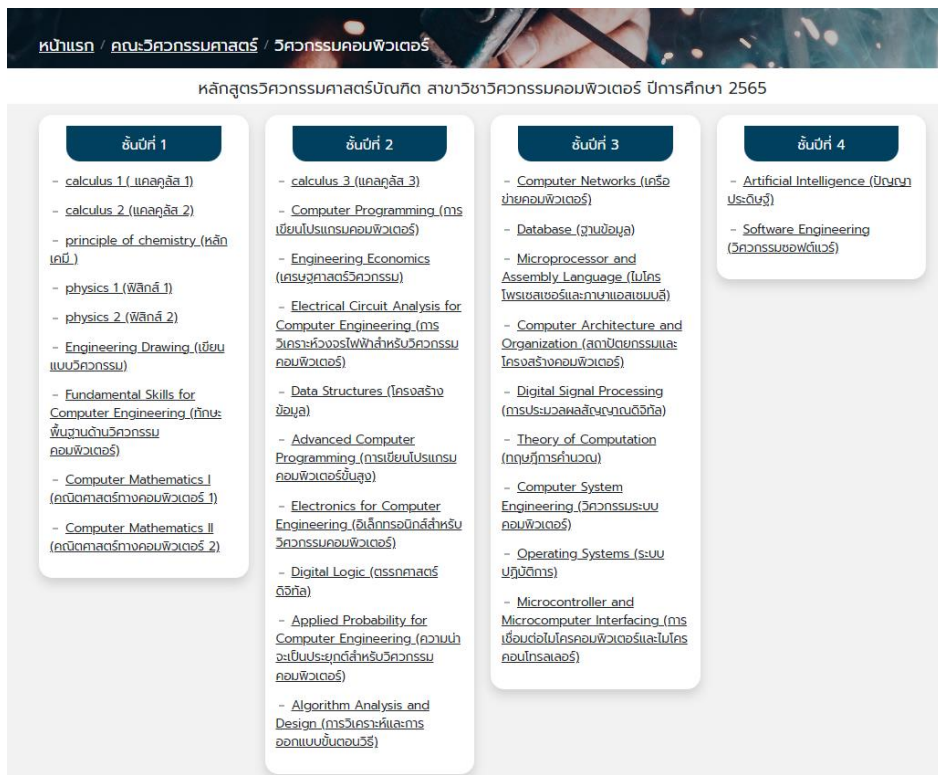 หน้าแรก / คณะวิศวกรรมศาสตร์ / วิศวกรรมคอมพิวเตอร์
หลักสูตรวิศวกรรมศาสตร์บัณฑิต สาขาวิชาวิศวกรรมคอมพิวเตอร์ ปีการศึกษา 2565
ชั้นปีที่ 1
- calculus 1 ( แคลคูลัส 1)
- calculus 2 (แคลคูลัส 2)
- principle of chemistry (หลัก
เคมี )
- physics 1 (ฟิสิกส์ 1)
- physics 2 (ฟิสิกส์ 2)
- Engineering Drawing (เขียน
แบบวิศวกรรม)
- Fundamental Skills for
Computer Engineering (ทักษะ
พื้นฐานด้านวิศวกรรม
คอมพิวเตอร์)
- Computer Mathematics I
(คณิตศาสตร์ทางคอมพิวเตอร์ 1)
- Computer Mathematics II
(คณิตศาสตร์ทางคอมพิวเตอร์ 2)
ชั้นปีที่ 2
- calculus 3 (แคลคูลัส 3)
- Computer Programming (การ
เขียนโปรแกรมคอมพิวเตอร์)
- Engineering Economics
(เศรษฐศาสตร์วิศวกรรม)
- Electrical Circuit Analysis for
Computer Engineering (การ
วิเคราะห์วงจรไฟฟ้าสำหรับวิศวกรรม
คอมพิวเตอร์)
- Data Structures (โครงสร้าง
ข้อมูล)
- Advanced Computer
Programming (การเขียนโปรแกรม
คอมพิวเตอร์ขั้นสูง)
- Electronics for Computer
Engineering (อิเล็กทรอนิกส์สำหรับ
วิศวกรรมคอมพิวเตอร์)
- Digital Logic (ตรรกศาสตร์
ดิจิทัล)
- Applied Probability for
Computer Engineering (ความน่า
จะเป็นประยุกต์สำหรับวิศวกรรม
คอมพิวเตอร์)
- Algorithm Analysis and
Design (การวิเคราะห์และการ
ออกแบบขั้นตอนวิธี)
ชั้นปีที่ 3
- Computer Networks (เครือ
ข่ายคอมพิวเตอร์)
- Database (ฐานข้อมูล)
- Microprocessor and
Assembly Language (ไมโคร
โพรเซสเซอร์และภาษาแอสเซมบลี)
- Computer Architecture and
Organization (สถาปัตยกรรมและ
โครงสร้างคอมพิวเตอร์)
- Digital Signal Processing
(การประมวลผลสัญญาณดิจิทัล)
- Theory of Computation
(ทฤษฎีการคำนวณ)
- Computer System
Engineering (วิศวกรรมระบบ
คอมพิวเตอร์)
- Operating Systems (ระบบ
ปฏิบัติการ)
- Microcontroller and
Microcomputer Interfacing (การ
เชื่อมต่อไมโครคอมพิวเตอร์และไมโคร
คอนโทรลเลอร์)
ชั้นปีที่ 4
- Artificial Intelligence (ปัญญา
ประดิษฐ์)
- Software Engineering
(วิศวกรรมซอฟต์แวร์)